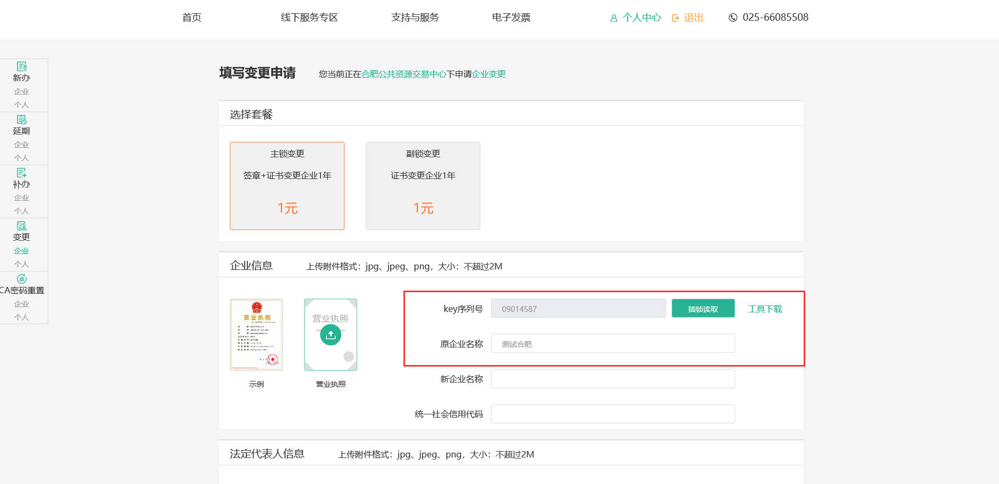 首页 线下服务专区 支持与服务 电子发票 个人中心 退出 025-66085508
新办
企业
个人
延期
企业
个人
补办
企业
个人
变更
企业
个人
CA密码重置
企业
个人
填写变更申请 您当前正在合肥公共资源交易中心下申请企业变更
选择套餐
主锁变更
签章+证书变更企业1年
1元
副锁变更
证书变更企业1年
1元
企业信息 上传附件格式：jpg、jpeg、png，大小：不超过2M
营业执照
示例
营业执照
营业执照
key序列号 09014587 插锁读取 工具下载
原企业名称 测试合肥
新企业名称
统一社会信用代码
法定代表人信息 上传附件格式：jpg、jpeg、png，大小：不超过2M